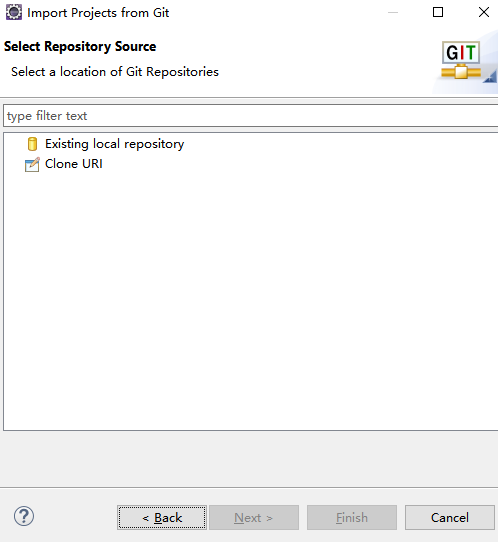 Import Projects from Git
Select Repository Source
Select a location of Git Repositories
GIT
type filter text
Existing local repository
Clone URI
?
< Back
Next >
Finish
Cancel